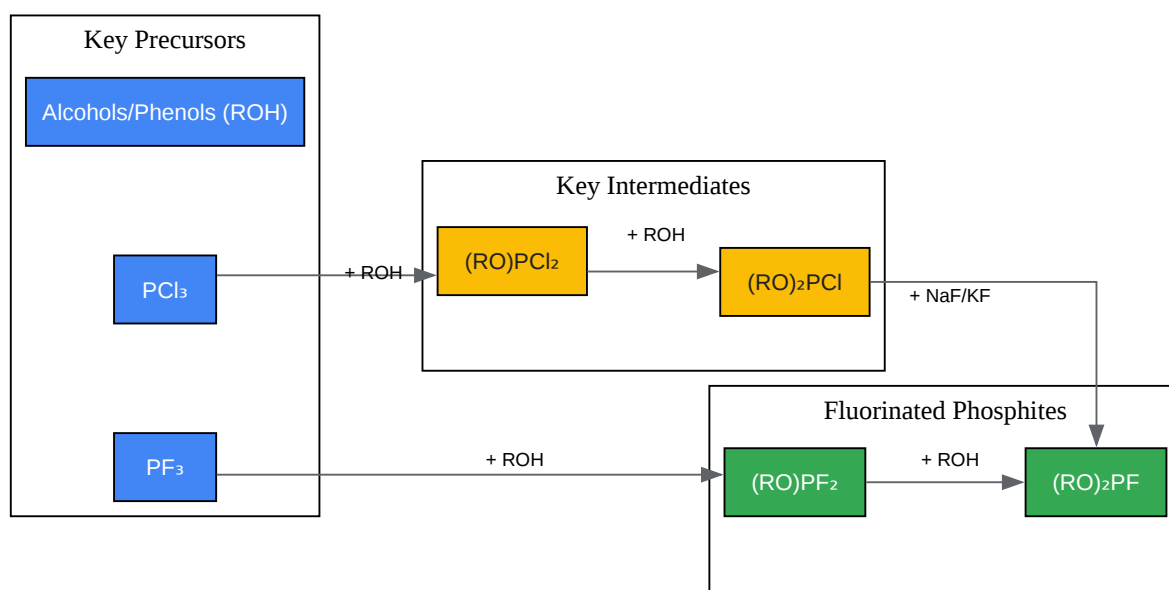 Key Precursors
Alcohols/Phenols (ROH)
Key Intermediates
+ ROH
(RO)PCl₂
+ ROH
(RO)₂PCl
PCl₃
+ NaF/KF
Fluorinated Phosphites
PF₃
+ ROH
(RO)PF₂
+ ROH
(RO)₂PF